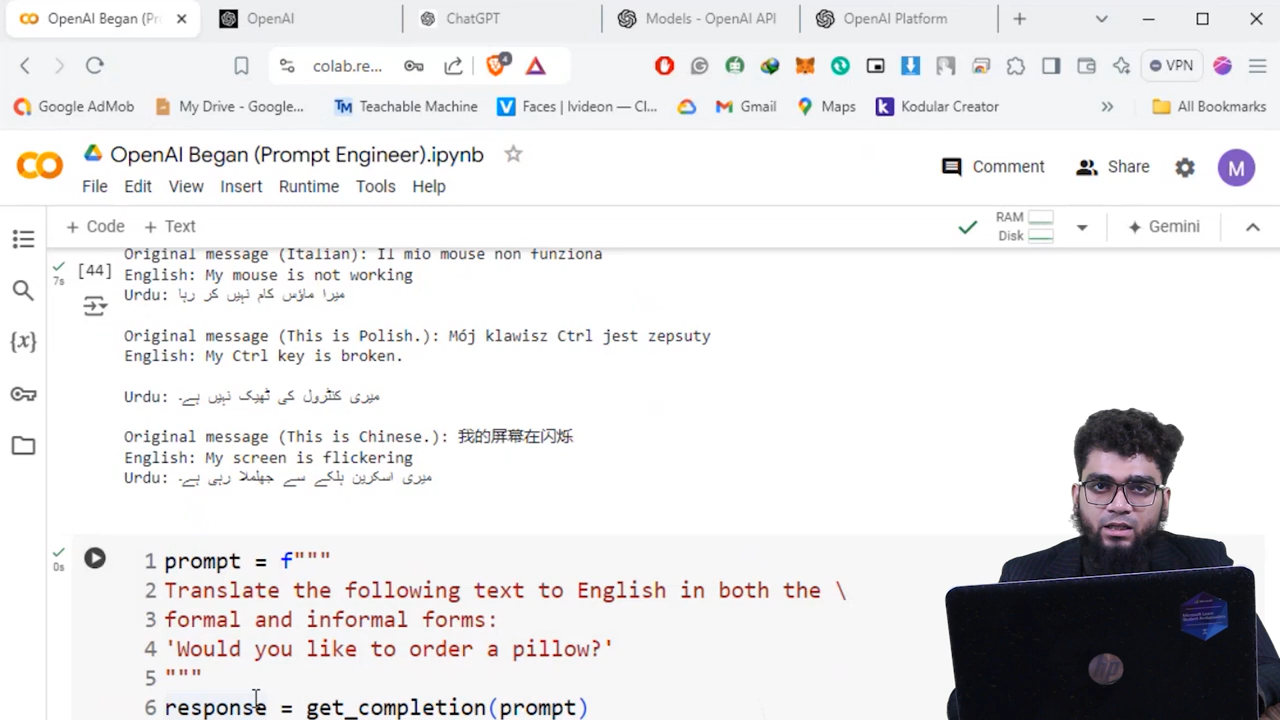 OpenAI Began (Pr
OpenAI
ChatGPT
Models - OpenAI API
OpenAI Platform
colab.re...
4
VPN
Google AdMob
My Drive - Google...
TM Teachable Machine
Faces | Ivideon — Cl...
Gmail
Maps
Kodular Creator
All Bookmarks
OpenAI Began (Prompt Engineer).ipynb
Comment
Share
M
File Edit View Insert Runtime Tools Help
+ Code + Text
RAM
Disk
Gemini
Original message (Italian): Il mio mouse non funziona
[44]
7s
English: My mouse is not working
Urdu: میرا ماؤس کام نہیں کر رہا
Original message (This is Polish.): Mój klawisz Ctrl jest zepsuty
English: My Ctrl key is broken.
Urdu: میری کنٹرول کی ٹھیک نہیں ہے۔
Original message (This is Chinese.): 我的屏幕在闪烁
English: My screen is flickering
Urdu: میری اسکرین ہلکے سے جھلملا رہی ہے۔
0s
1 prompt = f"""
2 Translate the following text to English in both the \
3 formal and informal forms:
4 'Would you like to order a pillow?'
5 """
6 response = get_completion(prompt)
hp